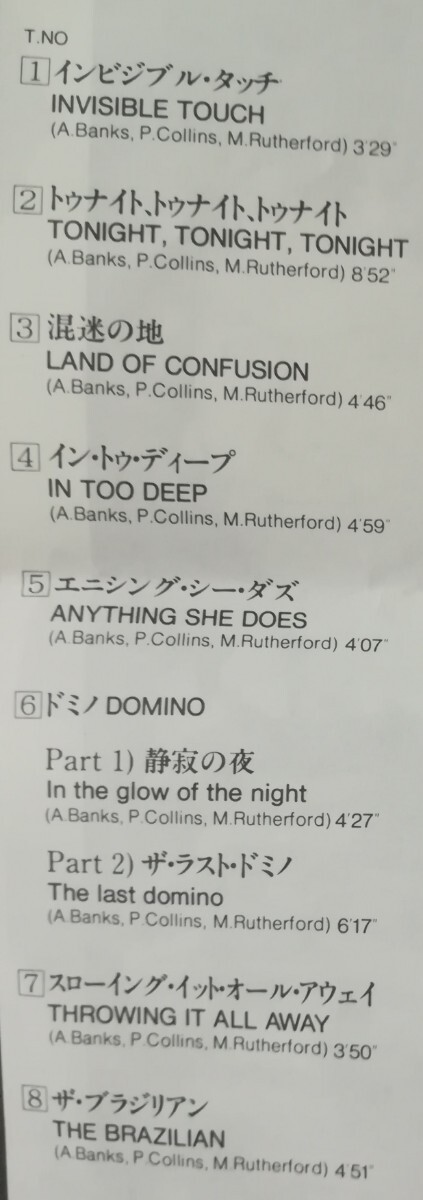 T.NO
1 インビジブル・タッチ
INVISIBLE TOUCH
(A.Banks, P.Collins, M.Rutherford) 3'29"
2 トゥナイト、トゥナイト、トゥナイト
TONIGHT, TONIGHT, TONIGHT
(A.Banks, P.Collins, M.Rutherford) 8'52"
3 混迷の地
LAND OF CONFUSION
(A.Banks, P.Collins, M.Rutherford) 4'46"
4 イン・トゥ・ディープ
IN TOO DEEP
(A.Banks, P.Collins, M.Rutherford) 4'59"
5 エニシング・シー・ダズ
ANYTHING SHE DOES
(A.Banks, P.Collins, M.Rutherford) 4'07"
6 ドミノ DOMINO
Part 1) 静寂の夜
In the glow of the night
(A.Banks, P.Collins, M.Rutherford) 4'27"
Part 2) ザ・ラスト・ドミノ
The last domino
(A.Banks, P.Collins, M.Rutherford) 6'17"
7 スローイング・イット・オール・アウェイ
THROWING IT ALL AWAY
(A.Banks, P.Collins, M.Rutherford) 3'50"
8 ザ・ブラジリアン
THE BRAZILIAN
(A.Banks, P.Collins, M.Rutherford) 4'51"